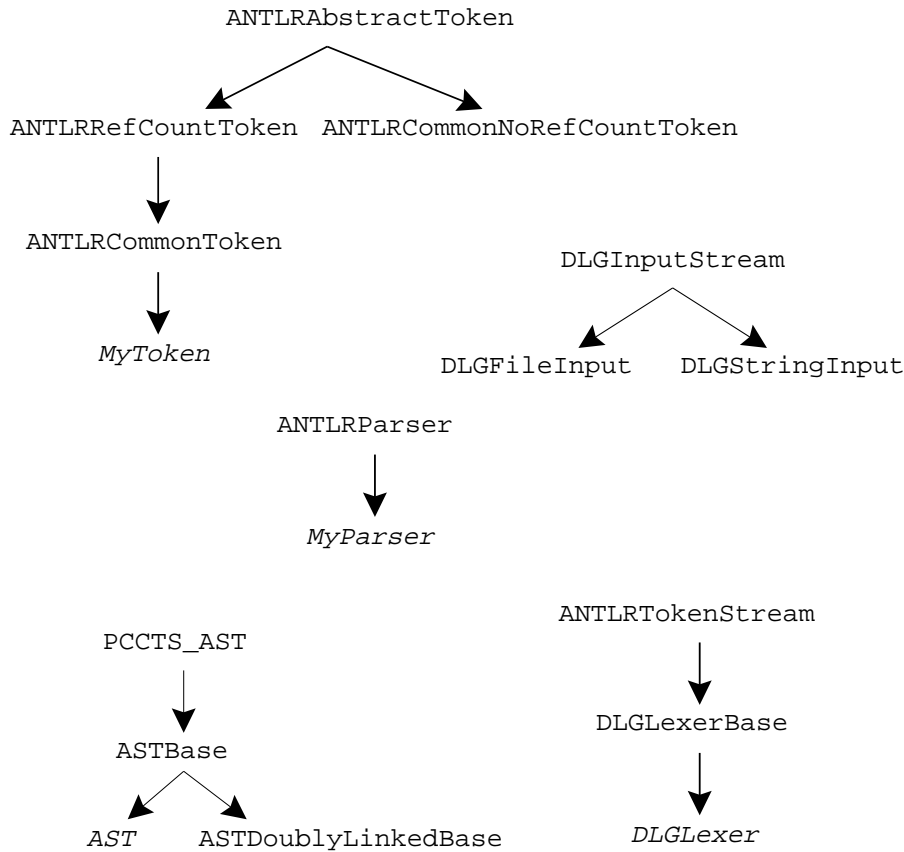 ANTLRAbstractToken
ANTLRRefCountToken ANTLRCommonNoRefCountToken
ANTLRCommonToken
DLGInputStream
MyToken
DLGFileInput DLGStringInput
ANTLRParser
MyParser
ANTLRTokenStream
PCCTS_AST
DLGLexerBase
ASTBase
AST ASTDoublyLinkedBase
DLGLexer